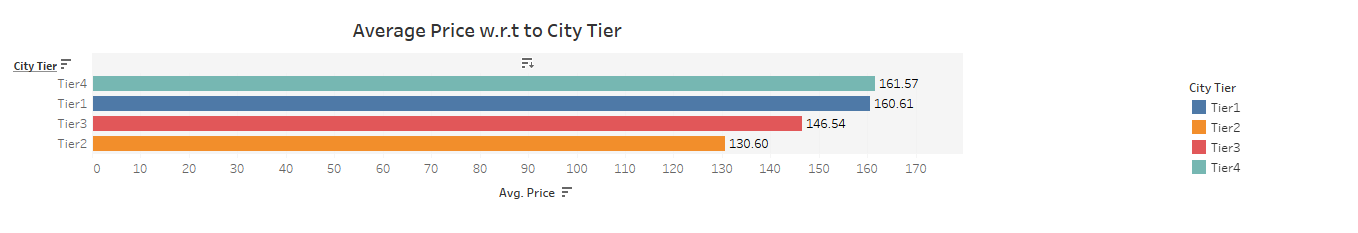 Average Price w.r.t to City Tier
City Tier
Tier4 161.57
Tier1 160.61
Tier3 146.54
Tier2 130.60
0 10 20 30 40 50 60 70 80 90 100 110 120 130 140 150 160 170
Avg. Price
City Tier
Tier1
Tier2
Tier3
Tier4